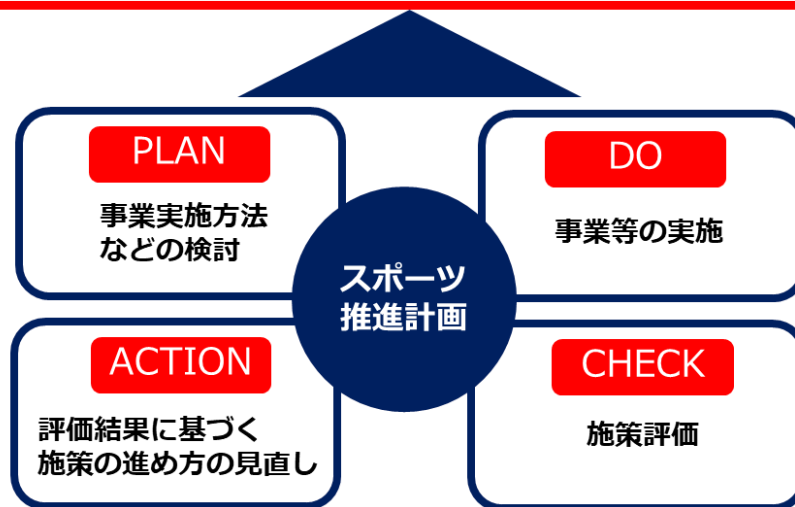 PLAN
事業実施方法
などの検討
DO
事業等の実施
スポーツ
推進計画
ACTION
評価結果に基づく
施策の進め方の見直し
CHECK
施策評価